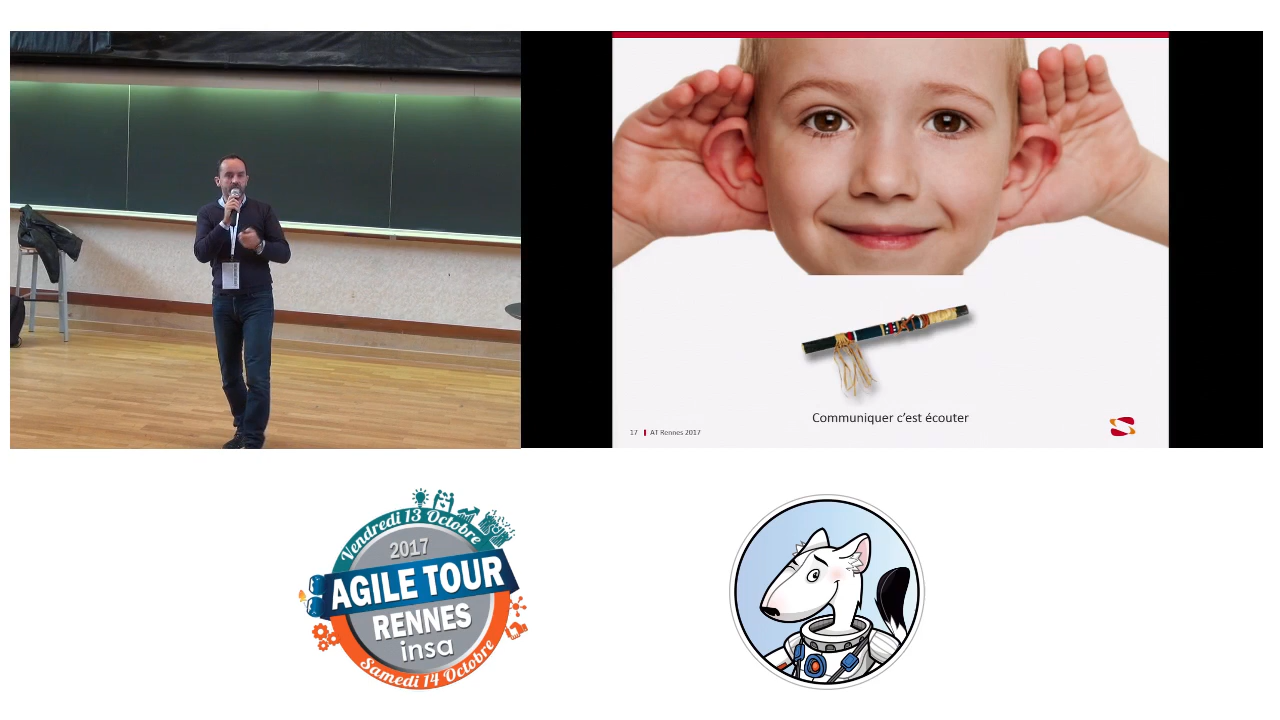 Communiquer c'est écouter
17 AT Rennes 2017
Vendredi 13 Octobre
2017
AGILE TOUR
RENNES
insa
Samedi 14 Octobre